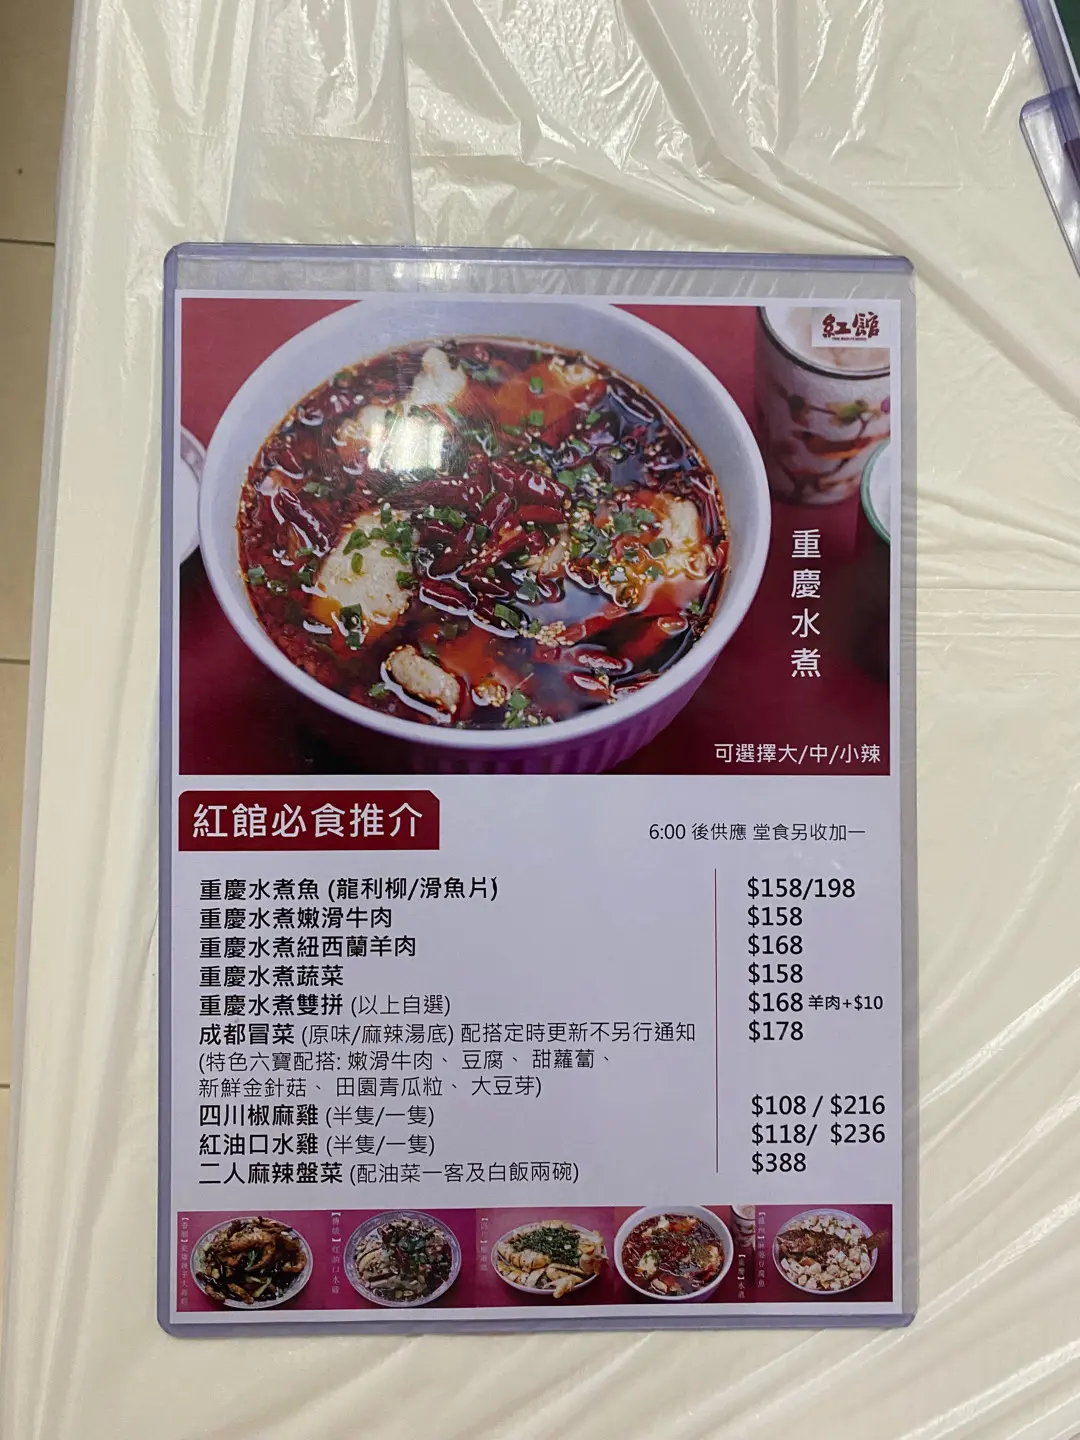 紅館
重慶水煮
可選擇大/中/小辣
紅館必食推介
6:00 後供應 堂食另收加一
重慶水煮魚 (龍利柳/滑魚片) $158/198
重慶水煮嫩滑牛肉 $158
重慶水煮紐西蘭羊肉 $168
重慶水煮蔬菜 $158
重慶水煮雙拼 (以上自選) $168 羊肉+$10
成都冒菜 (原味/麻辣湯底) 配搭定時更新不另行通知 $178
(特色六寶配搭: 嫩滑牛肉、 豆腐、 甜蘿蔔、
新鮮金針菇、 田園青瓜粒、 大豆芽)
四川椒麻雞 (半隻/一隻) $108 / $216
紅油口水雞 (半隻/一隻) $118/ $236
二人麻辣盤菜 (配油菜一客及白飯兩碗) $388